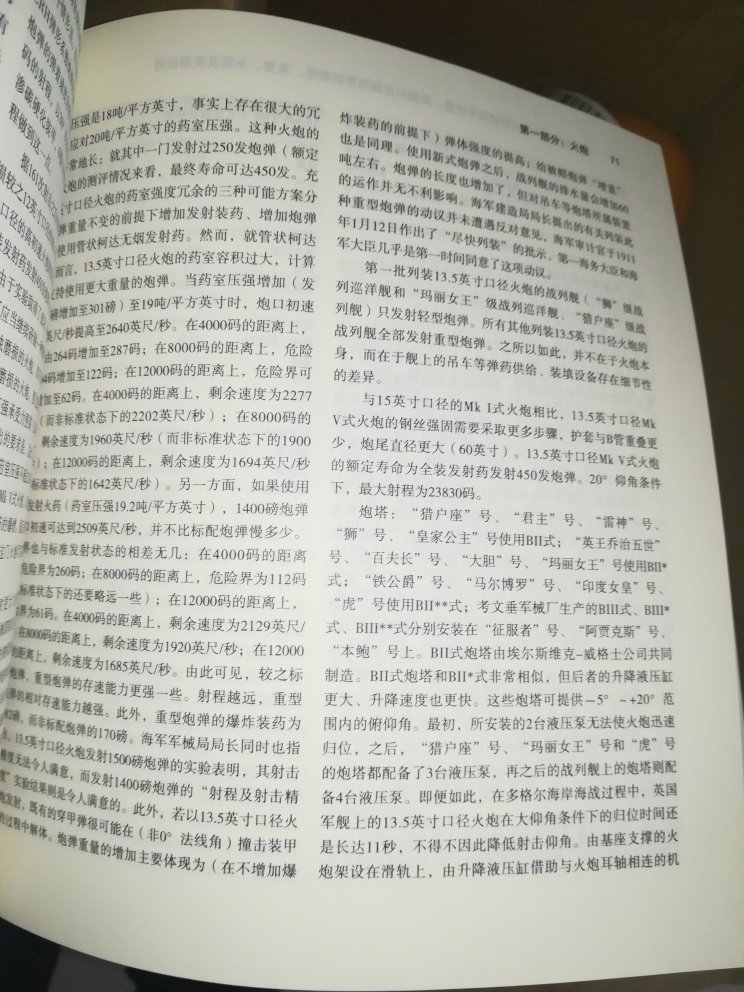 第一部分：火炮 71
压强是18吨/平方英寸，事实上存在很大的冗
应对20吨/平方英寸的药室压强。这种火炮的
常地长：就其中一门发射过250发炮弹（额定
火炮的测评情况来看，最终寿命可达450发。充
英寸口径火炮的药室强度冗余的三种可能方案分
弹重量不变的前提下增加发射装药、增加炮弹
使用管状柯达无烟发射药。然而，就管状柯达
而言，13.5英寸口径火炮的药室容积过大，计算
支持使用更大重量的炮弹。当药室压强增加（发
磅增加至301磅）至19吨/平方英寸时，炮口初速
英尺/秒提高至2640英尺/秒。在4000码的距离上，
由264码增加至287码；在8000码的距离上，危险
码增加至122码；在12000码的距离上，危险界可
增加至62码。在4000码的距离上，剩余速度为2277
（而非标准状态下的2202英尺/秒）；在8000码的
剩余速度为1960英尺/秒（而非标准状态下的1900
）；在12000码的距离上，剩余速度为1694英尺/秒
标准状态下的1642英尺/秒）。另一方面，如果使用
发射火药（药室压强19.2吨/平方英寸），1400磅炮弹
口初速可达到2509英尺/秒，并不比标配炮弹慢多少。
界也与标准发射状态的相差无几：在4000码的距离
危险界为260码；在8000码的距离上，危险界为112码
标准状态下的还要略远一些）；在12000码的距离上，
界为61码。在4000码的距离上，剩余速度为2129英尺/
在8000码的距离上，剩余速度为1920英尺/秒；在12000
的距离上，剩余速度为1685英尺/秒。由此可见，较之标
炮弹，重型炮弹的存速能力更强一些。射程越远，重型
弹的相对存速能力越强。此外，重型炮弹的爆炸装药为
磅，而非标配炮弹的170磅。海军军械局局长同时也指
，13.5英寸口径火炮发射1500磅炮弹的实验表明，其射击
精度无法令人满意，而发射1400磅炮弹的“射程及射击精
度”实验结果则是令人满意的。此外，若以13.5英寸口径火
炮发射，既有的穿甲弹很可能在（非0°法线角）撞击装甲
的过程中解体。炮弹重量的增加主要体现为（在不增加爆
炸装药的前提下）弹体强度的提高；给被帽炮弹“增重”
也是同理。使用新式炮弹之后，战列舰的排水量会增加60
吨左右。炮弹的长度也增加了，但对吊车等炮塔所属装置
的运作并无不利影响。海军建造局局长提出的有关列装此
种重型炮弹的动议并未遭遇反对意见，海军审计官于1911
年1月12日作出了“尽快列装”的批示。第一海务大臣和海
军大臣几乎是第一时间同意了这项动议。
第一批列装13.5英寸口径火炮的战列舰（“狮”级战
列巡洋舰和“玛丽女王”级战列巡洋舰、“猎户座”级战
列舰）只发射轻型炮弹。所有其他列装13.5英寸口径火炮的
战列舰全部发射重型炮弹。之所以如此，并不在于火炮本
身，而在于舰上的吊车等弹药供给、装填设备存在细节性
的差异。
与15英寸口径的Mk I式火炮相比，13.5英寸口径Mk
V式火炮的钢丝强固需要采取更多步骤，护套与B管重叠更
少，炮尾直径更大（60英寸）。13.5英寸口径Mk V式火炮
的额定寿命为全装发射药发射450发炮弹。20°仰角条件
下，最大射程为23830码。
炮塔：“猎户座”号、“君主”号、“雷神”号、
“狮”号、“皇家公主”号使用BII式；“英王乔治五世”
号、“百夫长”号、“大胆”号、“玛丽女王”号使用BII*
式；“铁公爵”号、“马尔博罗”号、“印度女皇”号、
“虎”号使用BII**式；考文垂军械厂生产的BIII式、BIII*
式、BIII**式分别安装在“征服者”号、“阿贾克斯”号、
“本鲍”号上。BII式炮塔由埃尔斯维克-威格士公司共同
制造。BII式炮塔和BII*式非常相似，但后者的升降液压缸
更大、升降速度也更快。这些炮塔可提供-5° ~+20° 范
围内的俯仰角。最初，所安装的2台液压泵无法使火炮迅速
归位，之后，“猎户座”号、“玛丽女王”号和“虎”号
的炮塔都配备了3台液压泵，再之后的战列舰上的炮塔则配
备4台液压泵。即便如此，在多格尔海岸海战过程中，英国
军舰上的13.5英寸口径火炮在大仰角条件下的归位时间还
是长达11秒，不得不因此降低射击仰角。由基座支撑的火
炮架设在滑轨上，由升降液压缸借助与火炮耳轴相连的机